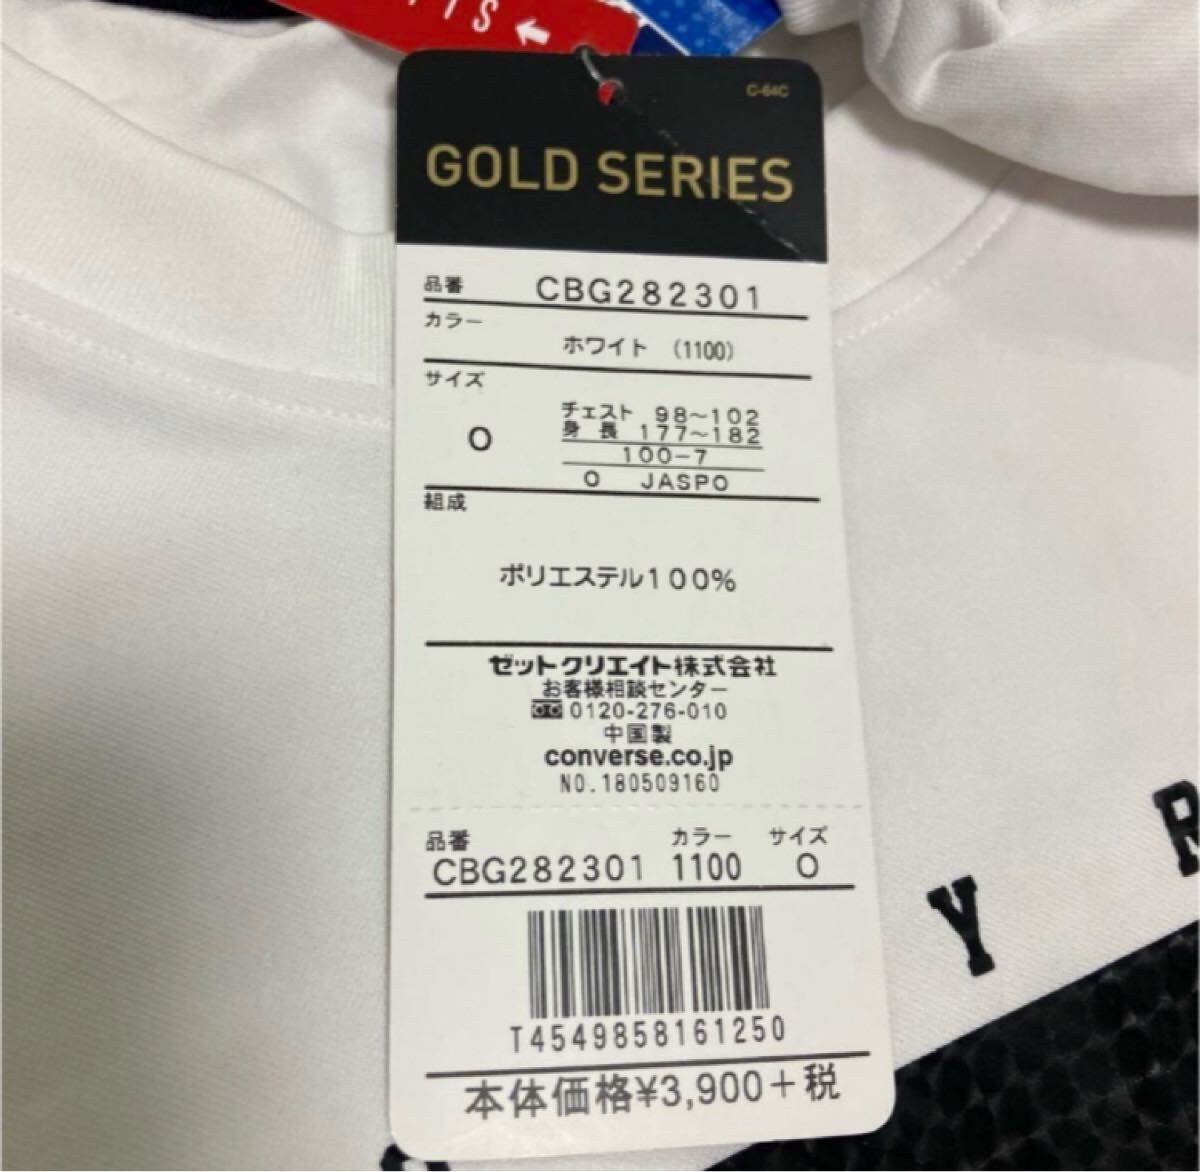 C-64C
GOLD SERIES
品番 CBG282301
カラー
ホワイト (1100)
サイズ
チェスト 98~102
身長 177~182
O
100-7
O JASPO
組成
ポリエステル100%
ゼットクリエイト株式会社
お客様相談センター
0120-276-010
中国製
converse.co.jp
NO.180509160
品番 カラー サイズ
CBG282301 1100 O
T4549858161250
本体価格¥3,900+税
Y R